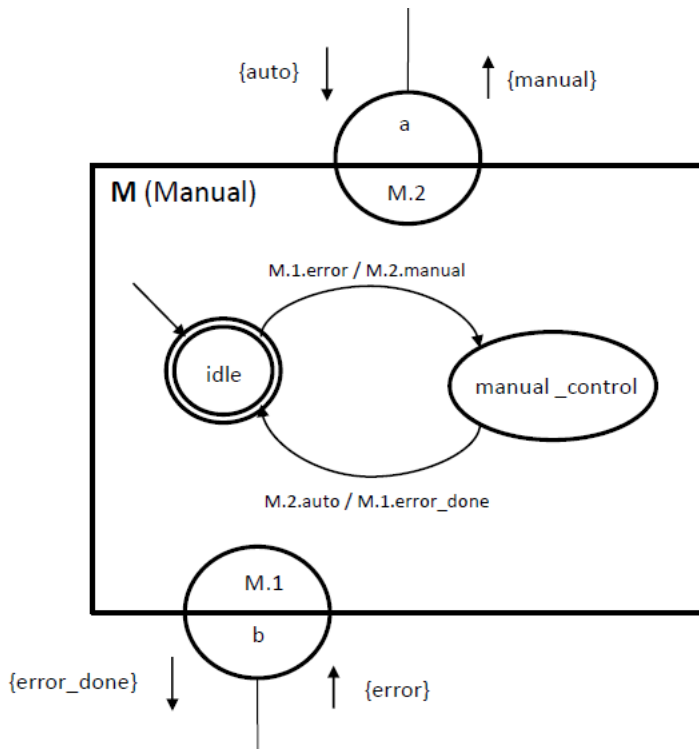 {auto}
{manual}
a
M (Manual)
M.2
M.1.error / M.2.manual
idle
manual _control
M.2.auto / M.1.error_done
M.1
b
{error_done}
{error}